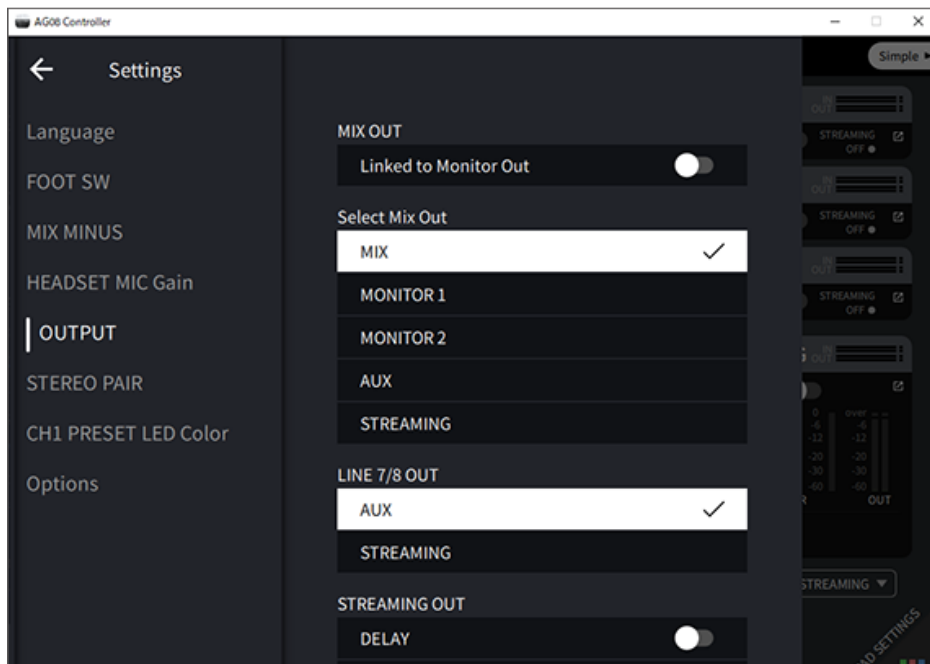 AG08 Controller
Settings
Language
FOOT SW
MIX MINUS
HEADSET MIC Gain
OUTPUT
STEREO PAIR
CH1 PRESET LED Color
Options
MIX OUT
Linked to Monitor Out
Select Mix Out
MIX
MONITOR 1
MONITOR 2
AUX
STREAMING
LINE 7/8 OUT
AUX
STREAMING
STREAMING OUT
DELAY
Simple
IN
OUT
STREAMING
OFF
IN
OUT
STREAMING
OFF
IN
OUT
STREAMING
OFF
IN
OUT
0 over
-6 -6
-12 -12
-20 -20
-30 -30
-60 -60
OUT
STREAMING
SETTINGS